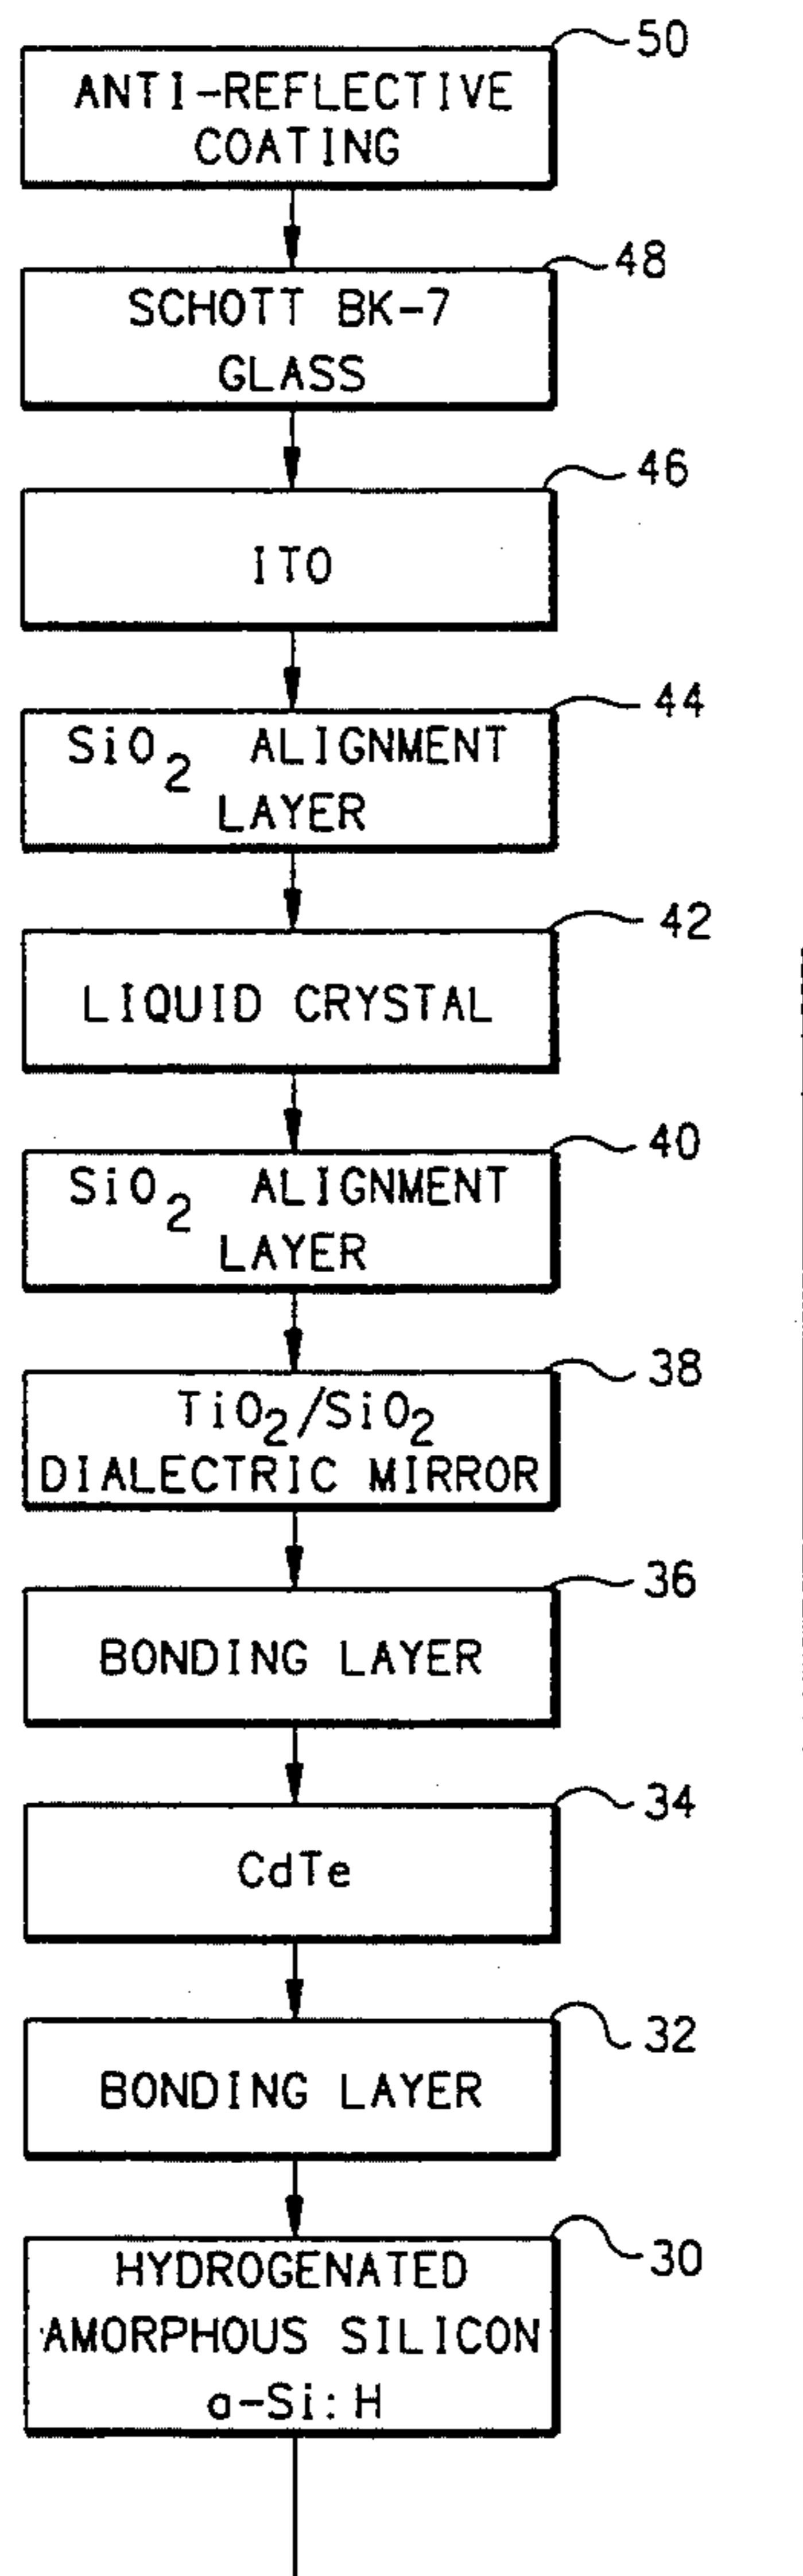 50
ANTI-REFLECTIVE
COATING
48
SCHOTT BK-7
GLASS
46
ITO
44
SiO2 ALIGNMENT
LAYER
42
LIQUID CRYSTAL
40
SiO2 ALIGNMENT
LAYER
38
TiO2/SiO2
DIALECTRIC MIRROR
36
BONDING LAYER
34
CdTe
32
BONDING LAYER
30
HYDROGENATED
AMORPHOUS SILICON
a-Si:H